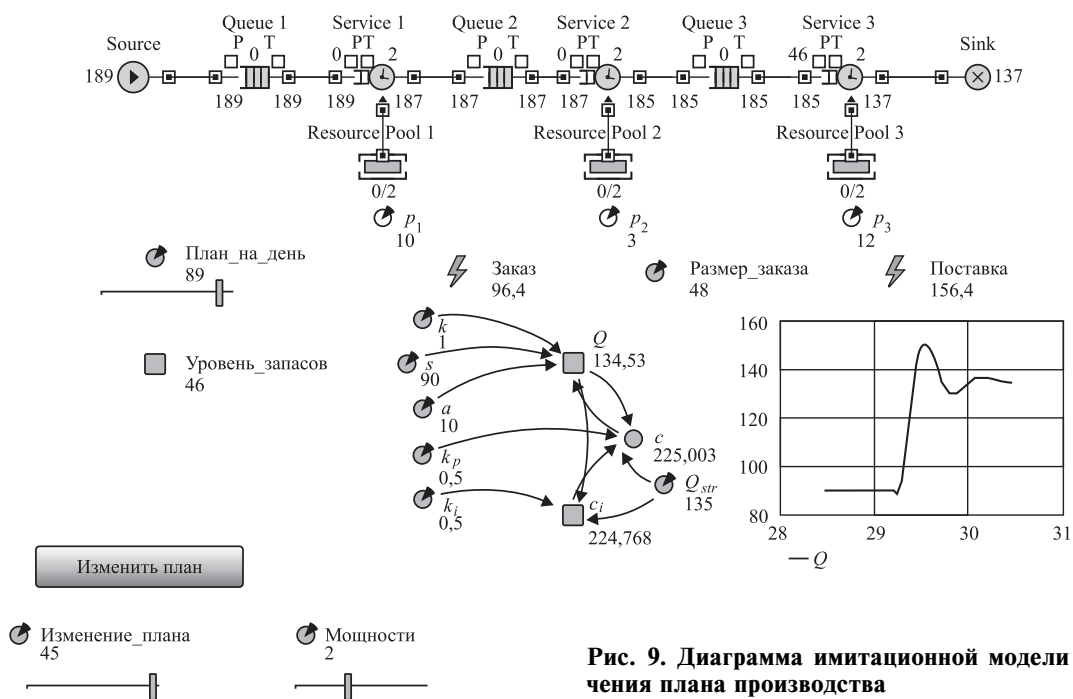 Queue 1 Service 1 Queue 2 Service 2 Queue 3 Service 3
Source P T PT P T PT P T PT Sink
0 0 2 0 0 2 0 46 2
189 137
189 189 189 187 187 187 187 185 185 185 185 137
Resource Pool 1 Resource Pool 2 Resource Pool 3
0/2 0/2 0/2
p1 p2 p3
10 3 12
План_на_день Заказ Размер_заказа Поставка
89 96,4 48 156,4
Уровень_запасов
46
k
1
s
90
a
10
kp
0,5
ki
0,5
Q
134,53
c
225,003
Qstr
135
ci
224,768
160
140
120
100
80
28 29 30 31
— Q
Изменить план
Изменение_плана Мощности
45 2
Рис. 9. Диаграмма имитационной модели
чения плана производства